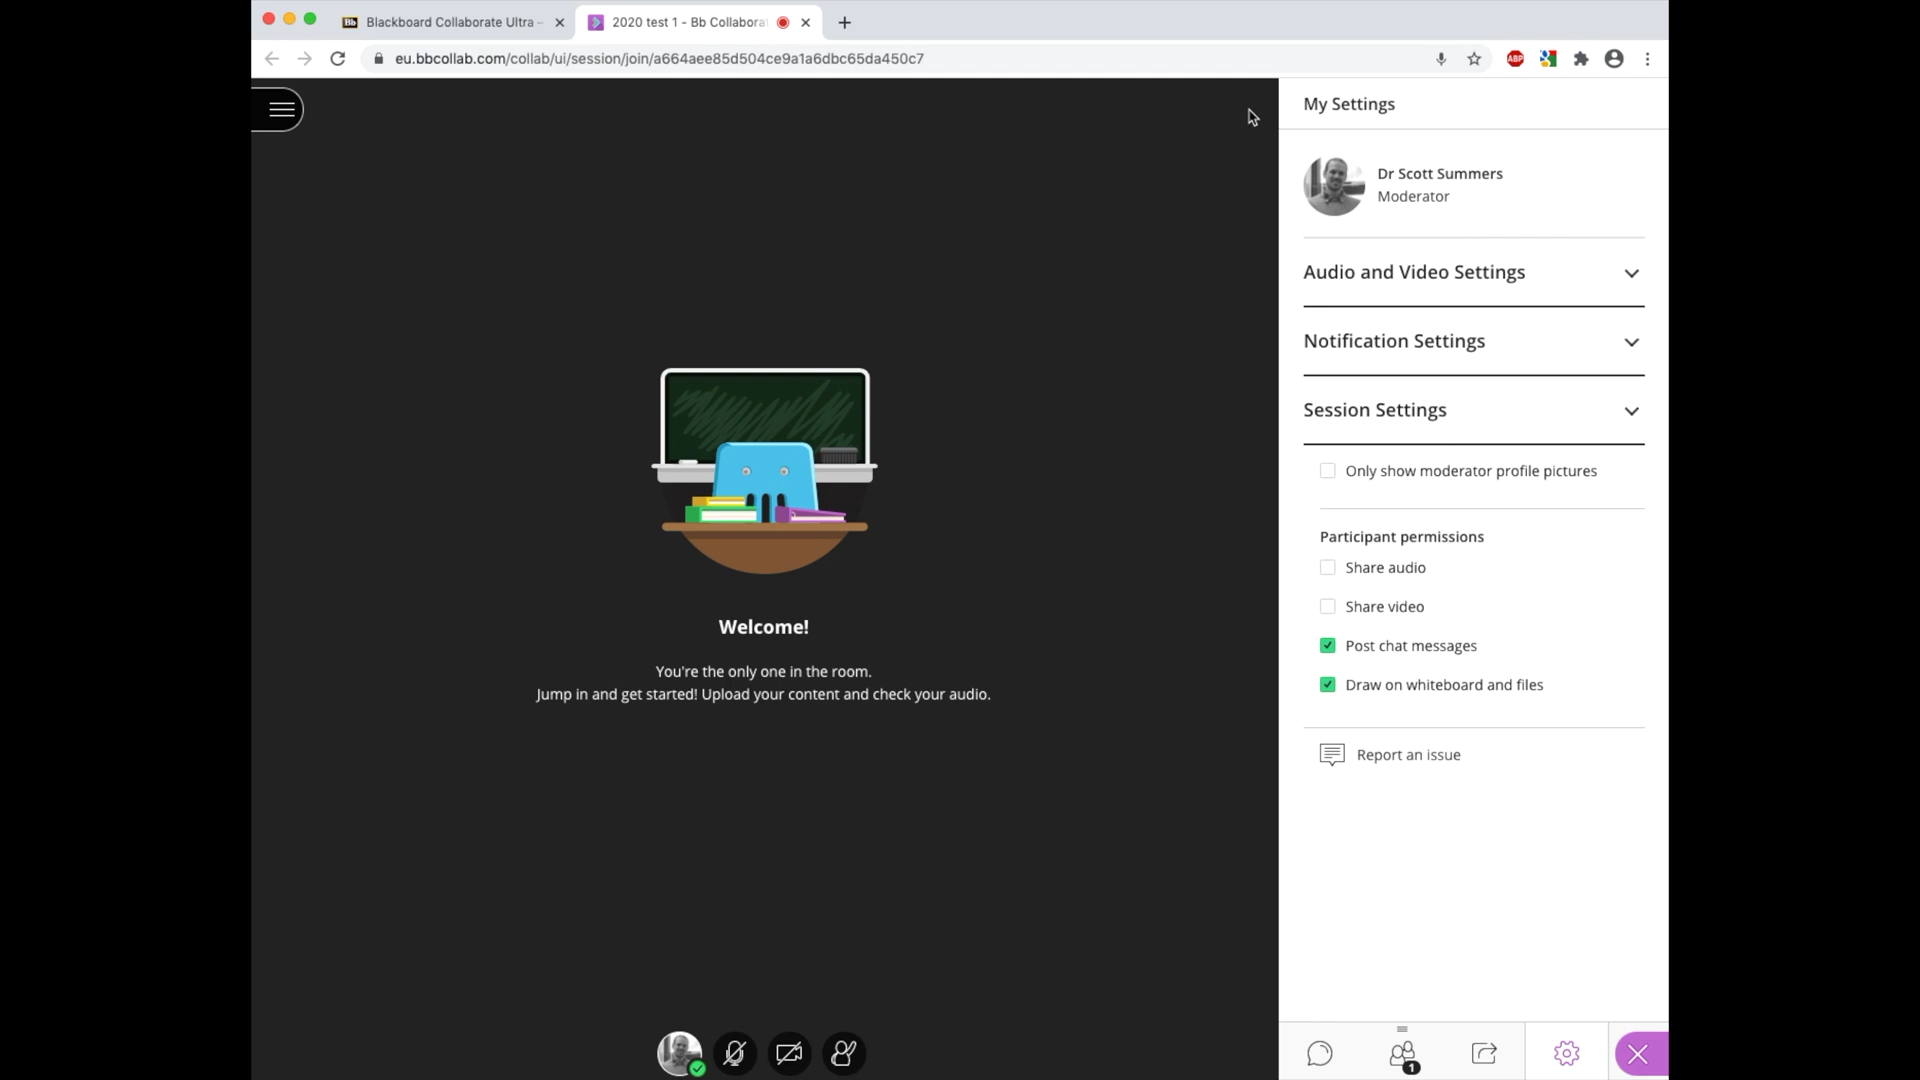 Blackboard Collaborate Ultra –
2020 test 1 - Bb Collabora
eu.bbcollab.com/collab/ui/session/join/a664aee85d504ce9a1a6dbc65da450c7
ABP
My Settings
Dr Scott Summers
Moderator
Audio and Video Settings
Notification Settings
Session Settings
Only show moderator profile pictures
Participant permissions
Share audio
Share video
Post chat messages
Draw on whiteboard and files
Report an issue
Welcome!
You're the only one in the room.
Jump in and get started! Upload your content and check your audio.
1